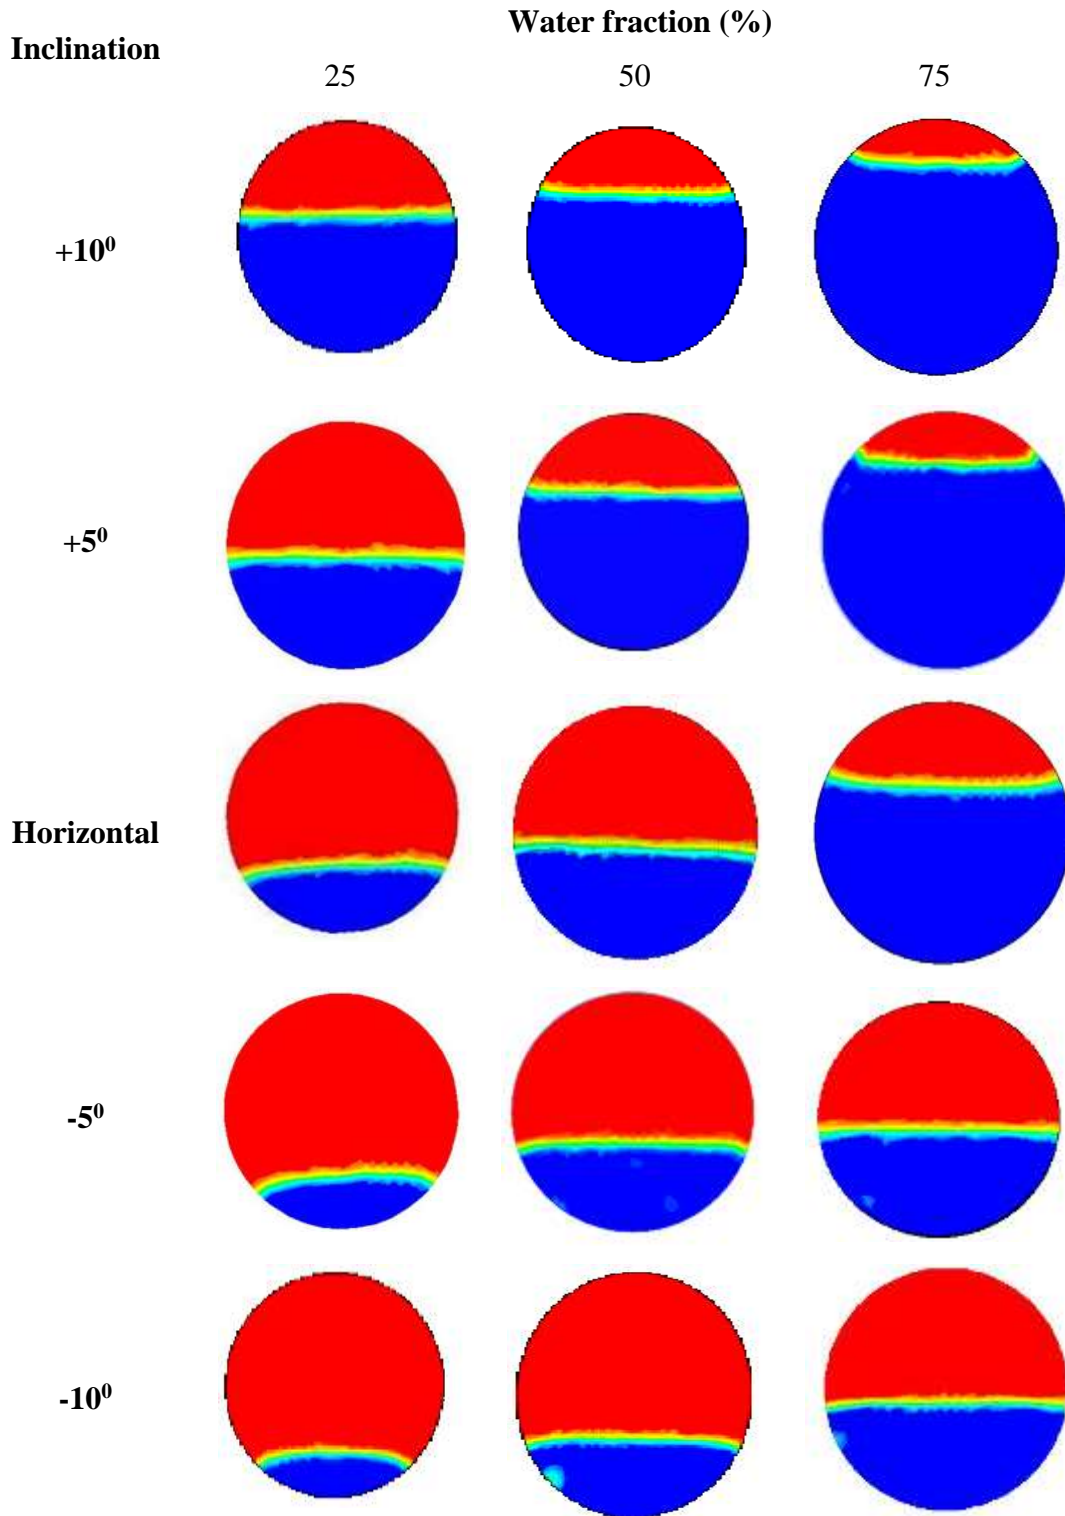 Water fraction (%)
Inclination
25 50 75
+10⁰
+5⁰
Horizontal
-5⁰
-10⁰